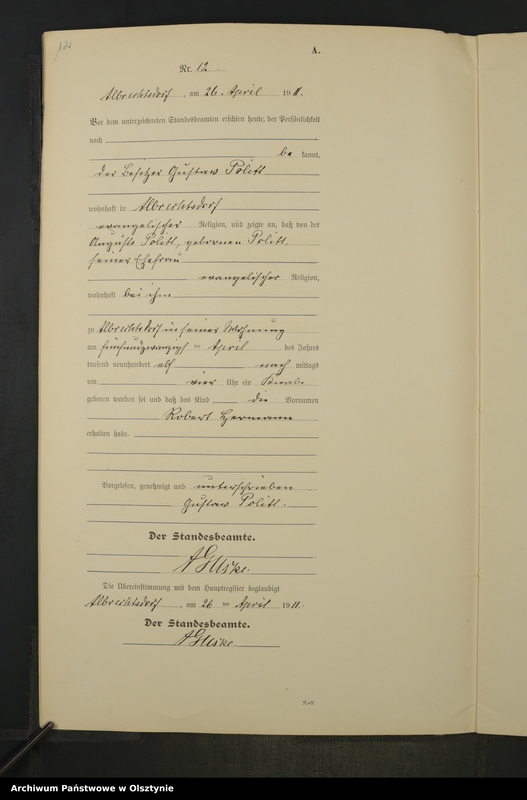 A.
Nr. 12.
Albrechtsdorf, am 26. April 1911.
Vor dem unterzeichneten Standesbeamten erschien heute, der Persönlichkeit
nach
be kannt,
der Besitzer Gustav Politt
wohnhaft in Albrechtsdorf
evangelischer Religion, und zeigte an, daß von der
Auguste Politt, gebornen Politt,
seiner Ehefrau
evangelischer Religion,
wohnhaft bei ihm
zu Albrechtsdorf in seiner Wohnung
am fünfundzwanzigsten April des Jahres
tausend neunhundert elf nach mittags
um vier Uhr ein Knabe
geboren worden sei und daß das Kind die Vornamen
Robert Hermann
erhalten habe.
Vorgelesen, genehmigt und unterschrieben
Gustav Politt.
Der Standesbeamte.
Die Übereinstimmung mit dem Hauptregister beglaubigt
Albrechtsdorf, am 26 ten April 1911.
Der Standesbeamte.
Archiwum Państwowe w Olsztynie